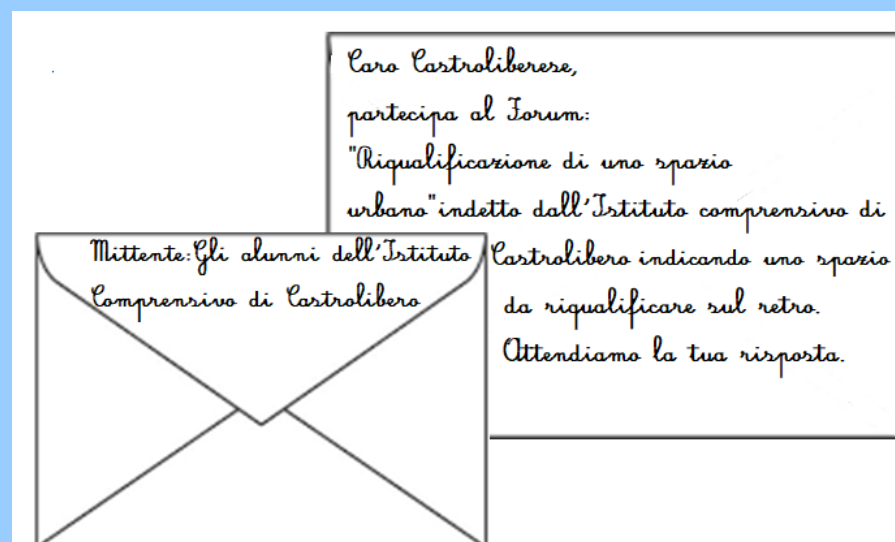 Caro Castroliberese,
partecipa al Forum:
"Riqualificazione di uno spazio
urbano"indetto dall'Istituto comprensivo di
Castrolibero indicando uno spazio
da riqualificare sul retro.
Attendiamo la tua risposta.
Mittente:Gli alunni dell'Istituto
Comprensivo di Castrolibero